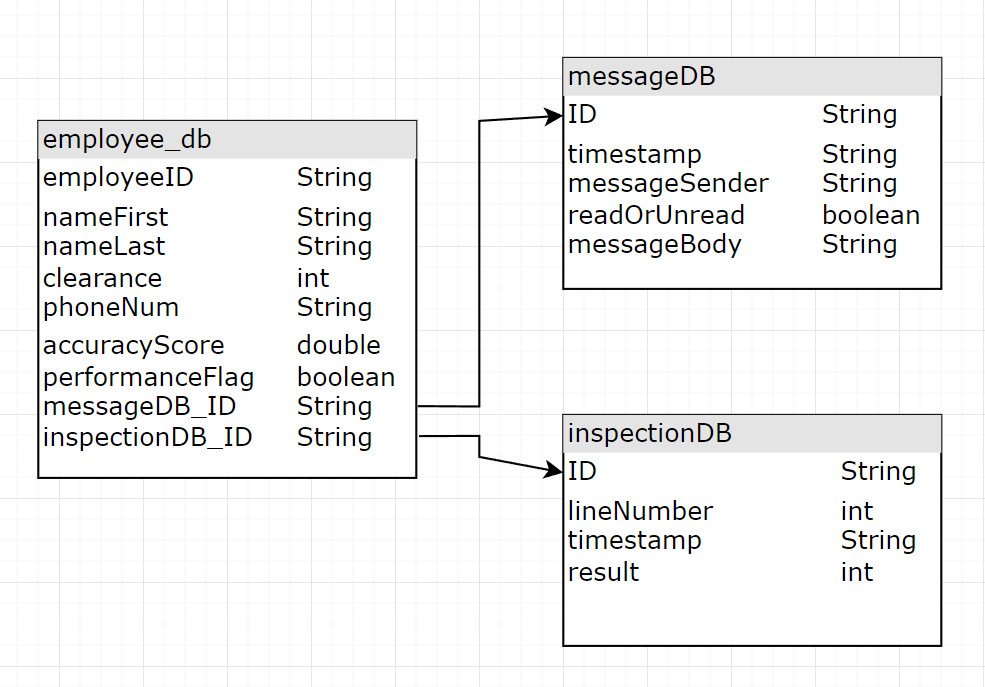 employee_db
employeeID String
nameFirst String
nameLast String
clearance int
phoneNum String
accuracyScore double
performanceFlag boolean
messageDB_ID String
inspectionDB_ID String
messageDB
ID String
timestamp String
messageSender String
readOrUnread boolean
messageBody String
inspectionDB
ID String
lineNumber int
timestamp String
result int